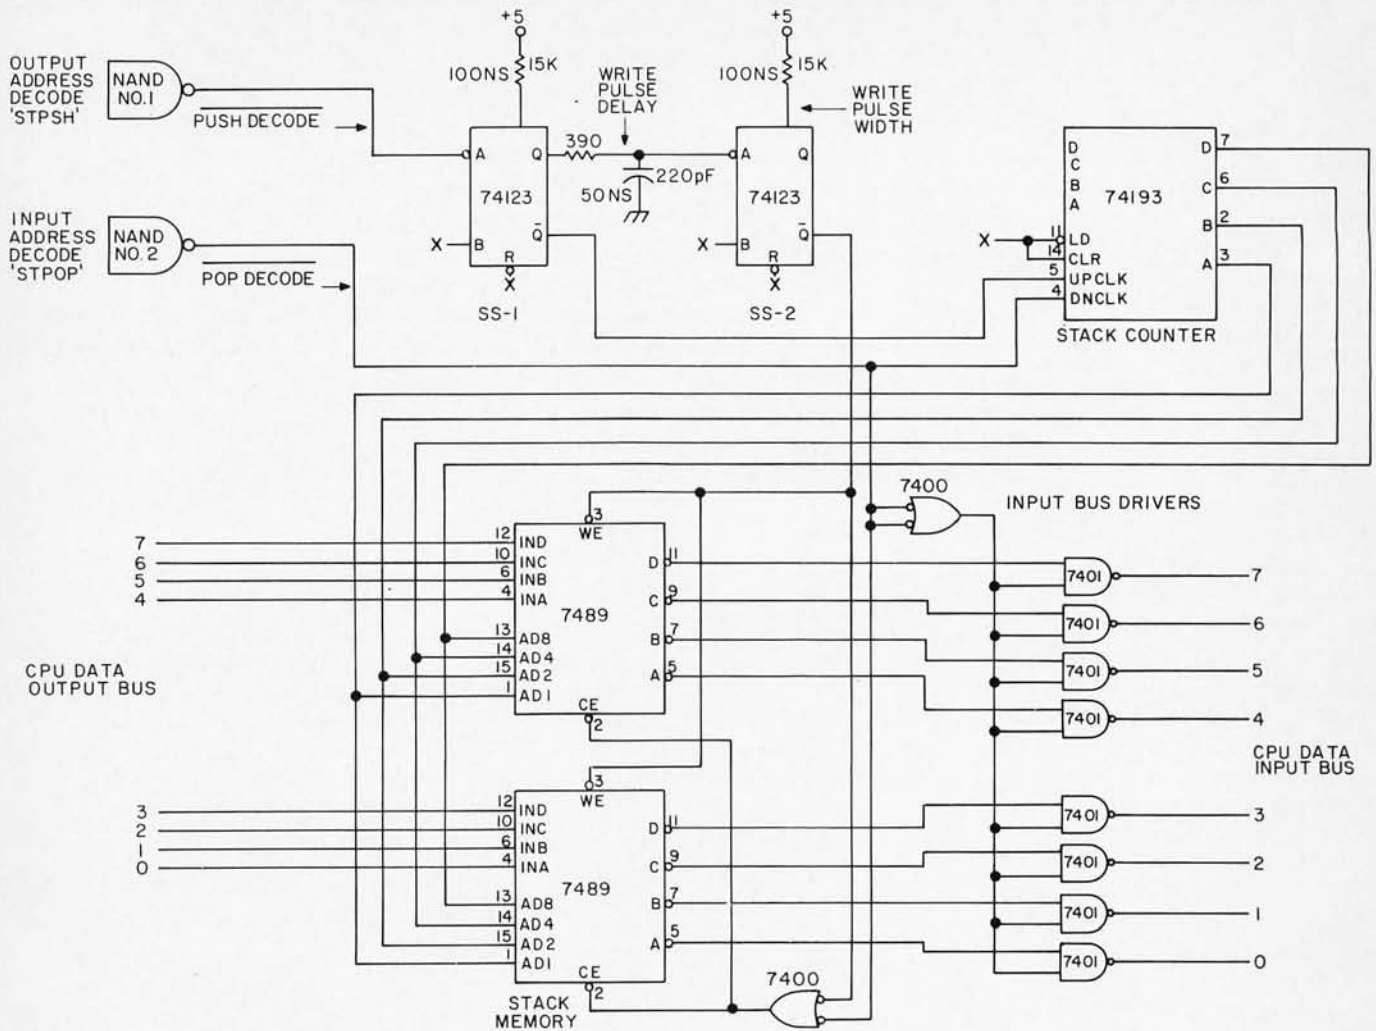 OUTPUT
ADDRESS
DECODE
'STPSH'
NAND
NO.1
PUSH DECODE
INPUT
ADDRESS
DECODE
'STPOP'
NAND
NO. 2
POP DECODE
+5
15K
100NS
A
Q
74123
X
B
Q
R
X
SS-1
390
WRITE
PULSE
DELAY
220pF
50NS
+5
15K
100NS
WRITE
PULSE
WIDTH
A
Q
74123
X
B
Q
R
X
SS-2
D
C
B
A
74193
D
7
C
6
B
2
A
3
X
11
LD
14
CLR
5
UPCLK
4
DNCLK
STACK COUNTER
7400
INPUT BUS DRIVERS
7
6
5
4
CPU DATA
OUTPUT BUS
3
WE
12
IND
10
INC
6
INB
4
INA
7489
13
AD8
14
AD4
15
AD2
1
AD1
D
11
C
9
B
7
A
5
CE
2
7401
7
7401
6
7401
5
7401
4
CPU DATA
INPUT BUS
3
2
1
0
3
WE
12
IND
10
INC
6
INB
4
INA
7489
13
AD8
14
AD4
15
AD2
1
AD1
D
11
C
9
B
7
A
5
CE
2
STACK
MEMORY
7400
7401
3
7401
2
7401
1
7401
0